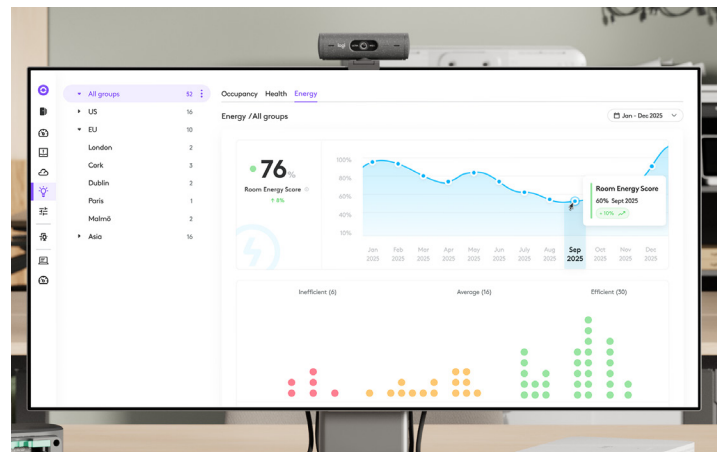 logi
All groups 52
US 16
EU 10
London 2
Cork 3
Dublin 2
Paris 1
Malmö 2
Asia 16
Occupancy Health Energy
Energy /All groups
Jan - Dec 2025
76%
Room Energy Score
↑ 8%
100%
80%
60%
40%
10%
Room Energy Score
60% Sept 2025
+ 10%
Jan 2025
Feb 2025
Mar 2025
Apr 2025
May 2025
Jun 2025
July 2025
Aug 2025
Sep 2025
Oct 2025
Nov 2025
Dec 2025
Inefficient (6)
Average (16)
Efficient (30)